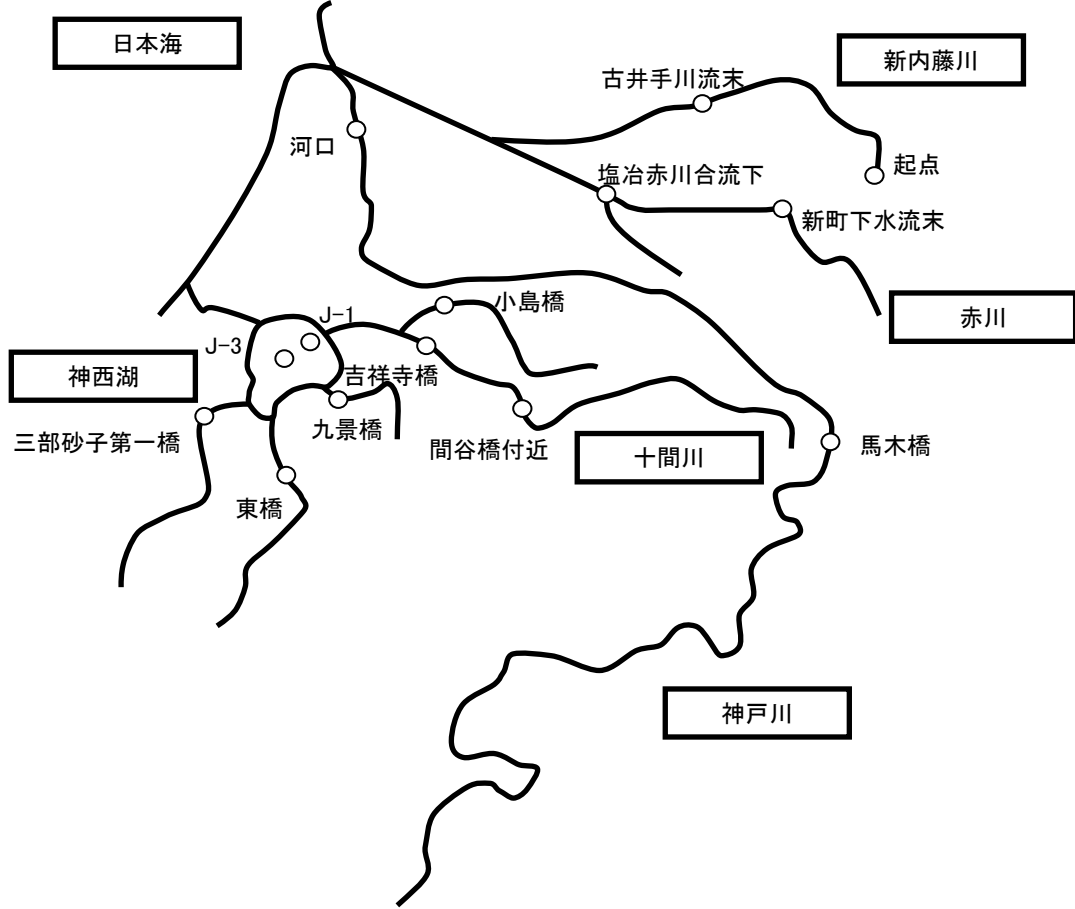 日本海
新内藤川
古井手川流末
河口
起点
塩冶赤川合流下
新町下水流末
小島橋
赤川
J-1
J-3
神西湖
吉祥寺橋
三部砂子第一橋
九景橋
間谷橋付近
十間川
馬木橋
東橋
神戸川